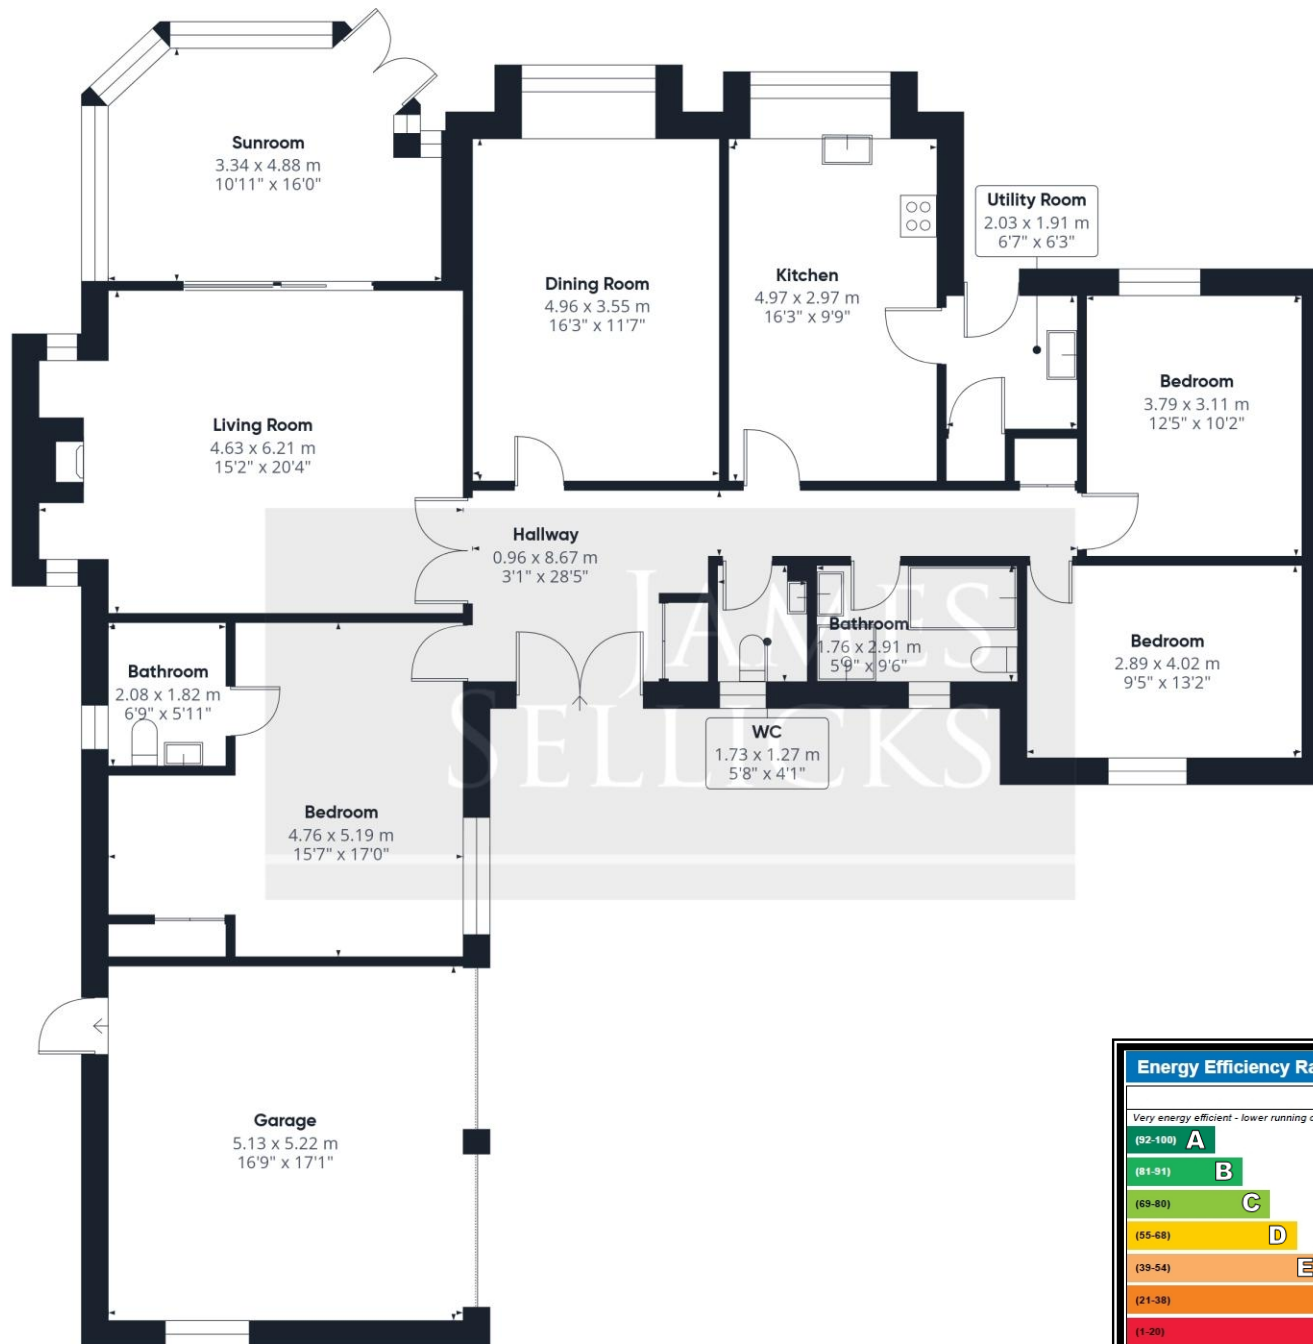 Sunroom
3.34 x 4.88 m
10'11" x 16'0"
Dining Room
4.96 x 3.55 m
16'3" x 11'7"
Kitchen
4.97 x 2.97 m
16'3" x 9'9"
Utility Room
2.03 x 1.91 m
6'7" x 6'3"
Bedroom
3.79 x 3.11 m
12'5" x 10'2"
Living Room
4.63 x 6.21 m
15'2" x 20'4"
Hallway
0.96 x 8.67 m
3'1" x 28'5"
JAMES
SELLICKS
Bathroom
2.08 x 1.82 m
6'9" x 5'11"
Bathroom
1.76 x 2.91 m
5'9" x 9'6"
Bedroom
2.89 x 4.02 m
9'5" x 13'2"
WC
1.73 x 1.27 m
5'8" x 4'1"
Bedroom
4.76 x 5.19 m
15'7" x 17'0"
Garage
5.13 x 5.22 m
16'9" x 17'1"
Energy Efficiency
Very energy efficient - lower running
(92-100) A
(81-91) B
(69-80) C
(55-68) D
(39-54) E
(21-38)
(1-20)